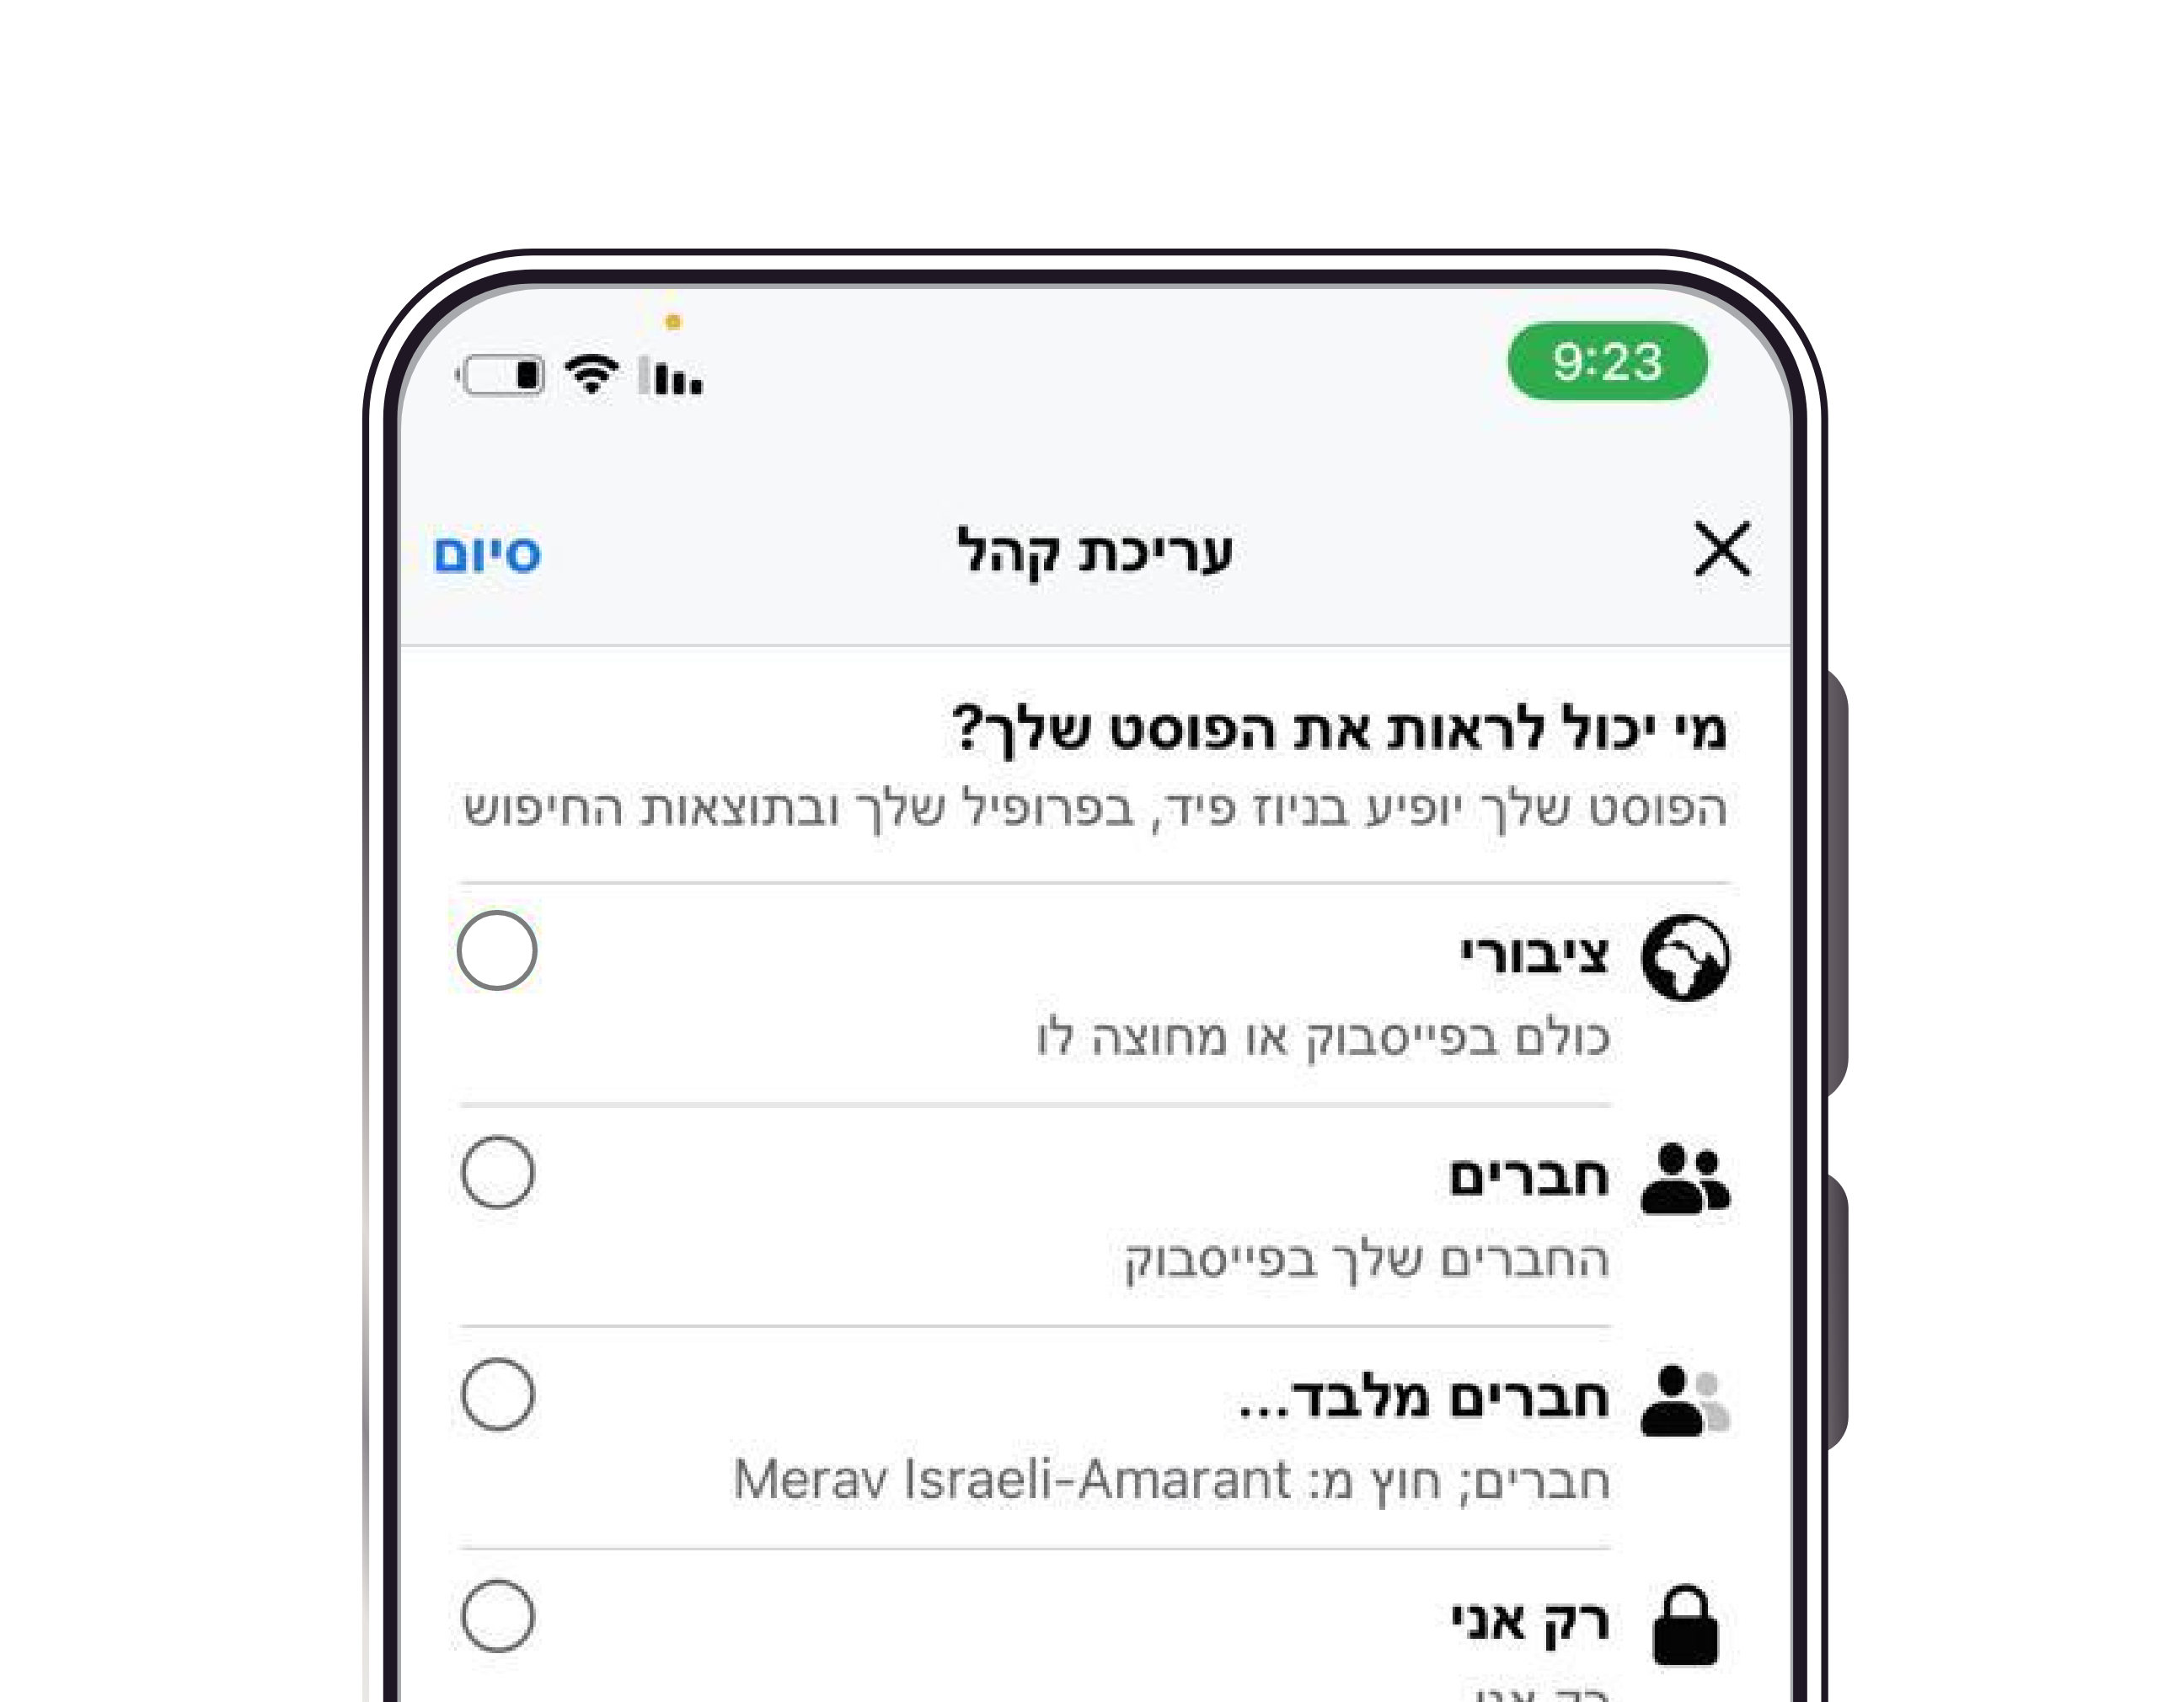 9:23
עריכת קהל
סיום
מי יכול לראות את הפוסט שלך?
הפוסט שלך יופיע בניוז פיד, בפרופיל שלך ובתוצאות החיפוש
ציבורי
כולם בפייסבוק או מחוצה לו
חברים
החברים שלך בפייסבוק
חברים מלבד...
חברים; חוץ מ: Merav Israeli-Amarant
רק אני
רק אני